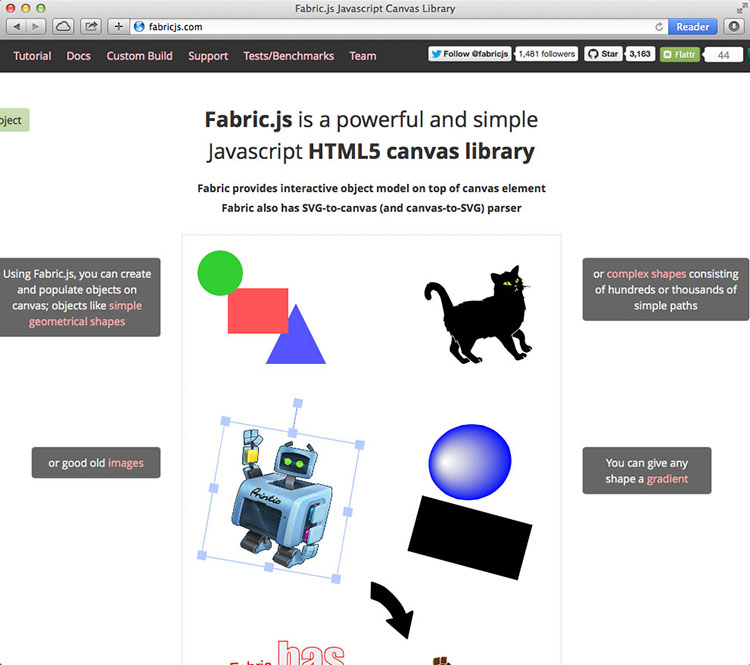 Fabric.js Javascript Canvas Library
fabricjs.com
Reader
Tutorial Docs Custom Build Support Tests/Benchmarks Team
Follow @fabricjs 1,481 followers Star 3,163 Flattr 44
oject
Fabric.js is a powerful and simple
Javascript HTML5 canvas library
Fabric provides interactive object model on top of canvas element
Fabric also has SVG-to-canvas (and canvas-to-SVG) parser
Using Fabric.js, you can create
and populate objects on
canvas; objects like simple
geometrical shapes
or complex shapes consisting
of hundreds or thousands of
simple paths
or good old images
Printio
You can give any
shape a gradient
Fabric has